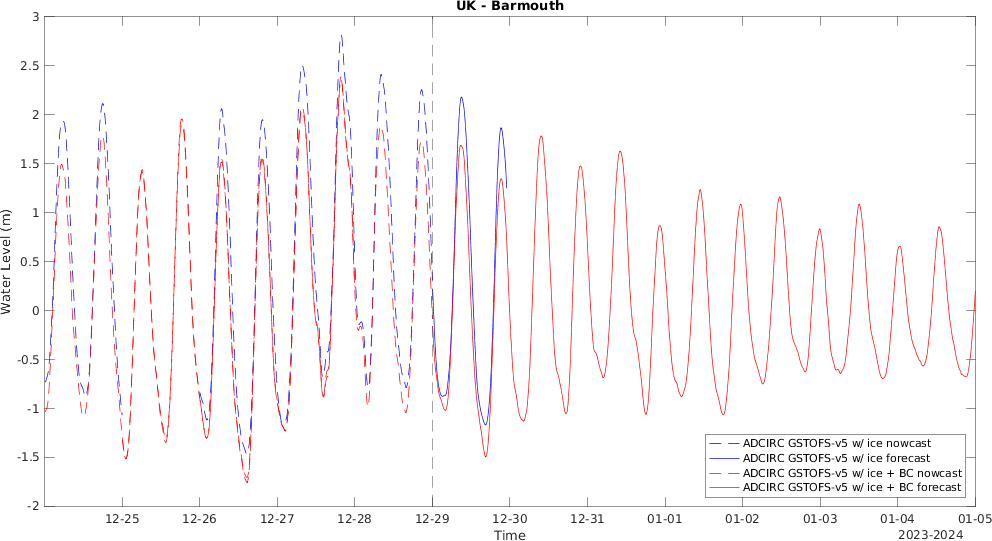 UK - Barmouth
3
2.5
2
1.5
1
0.5
0
-0.5
-1
-1.5
-2
Water Level (m)
ADCIRC GSTOFS-v5 w/ ice nowcast
ADCIRC GSTOFS-v5 w/ ice forecast
ADCIRC GSTOFS-v5 w/ ice + BC nowcast
ADCIRC GSTOFS-v5 w/ ice + BC forecast
12-25 12-26 12-27 12-28 12-29 12-30 12-31 01-01 01-02 01-03 01-04 01-05
Time
2023-2024